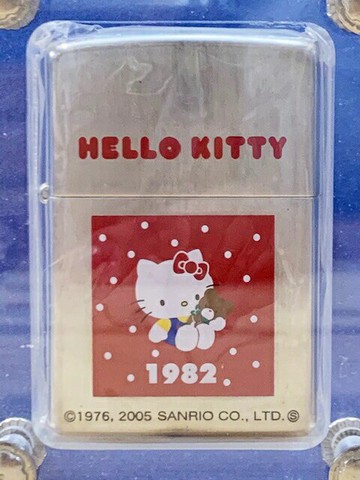 HELLO KITTY
1982
©1976, 2005 SANRIO CO., LTD. Ⓢ